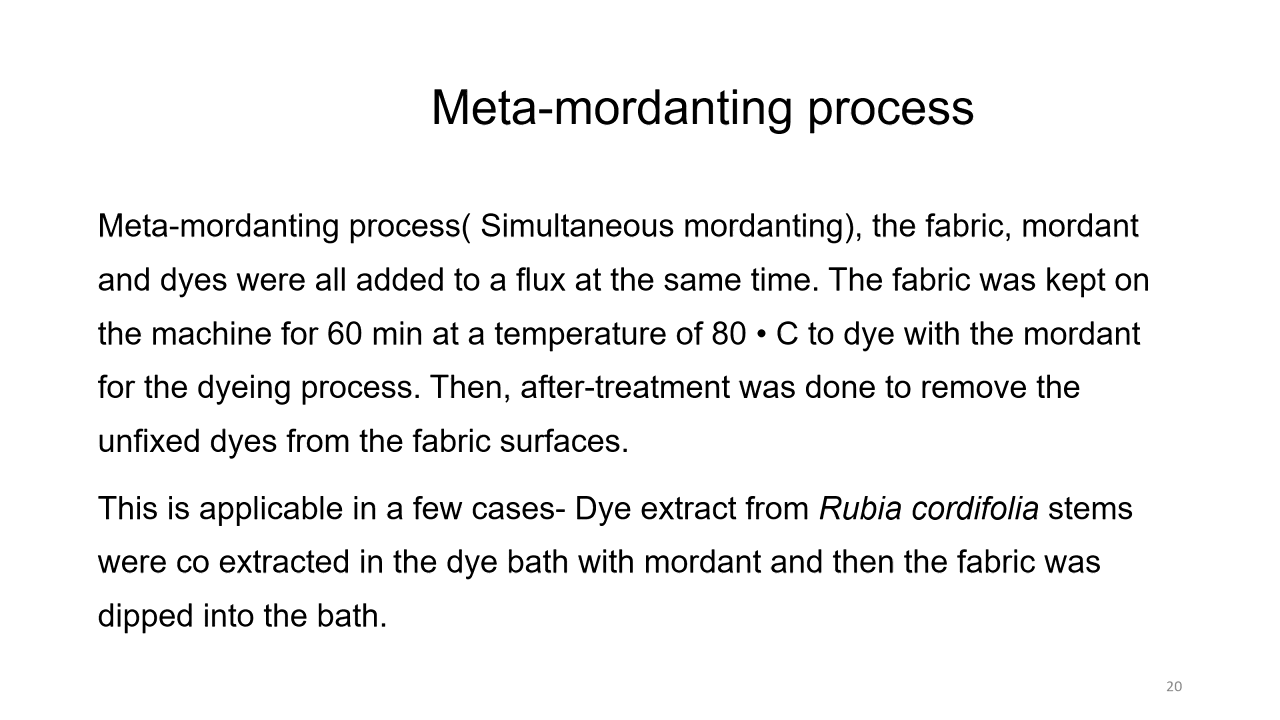 Meta-mordanting process
Meta-mordanting process( Simultaneous mordanting), the fabric, mordant
and dyes were all added to a flux at the same time. The fabric was kept on
the machine for 60 min at a temperature of 80 • C to dye with the mordant
for the dyeing process. Then, after-treatment was done to remove the
unfixed dyes from the fabric surfaces.
This is applicable in a few cases- Dye extract from Rubia cordifolia stems
were co extracted in the dye bath with mordant and then the fabric was
dipped into the bath.
20